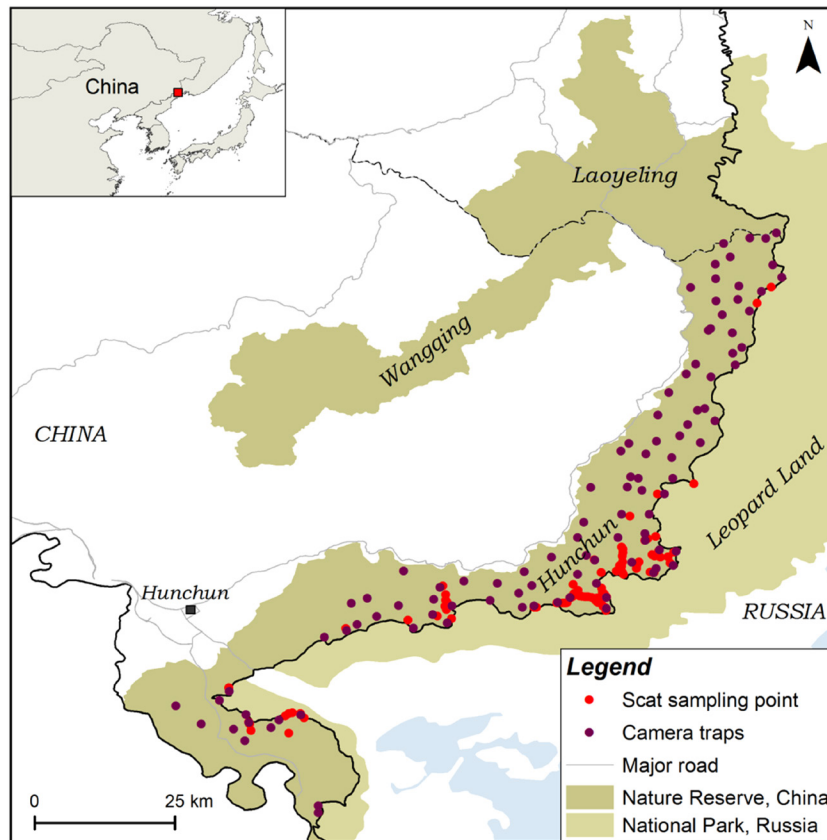 China
N
Laoyeling
Wangqing
CHINA
Leopard Land
Hunchun
Hunchun
RUSSIA
Legend
Scat sampling point
Camera traps
Major road
Nature Reserve, China
National Park, Russia
0 25 km